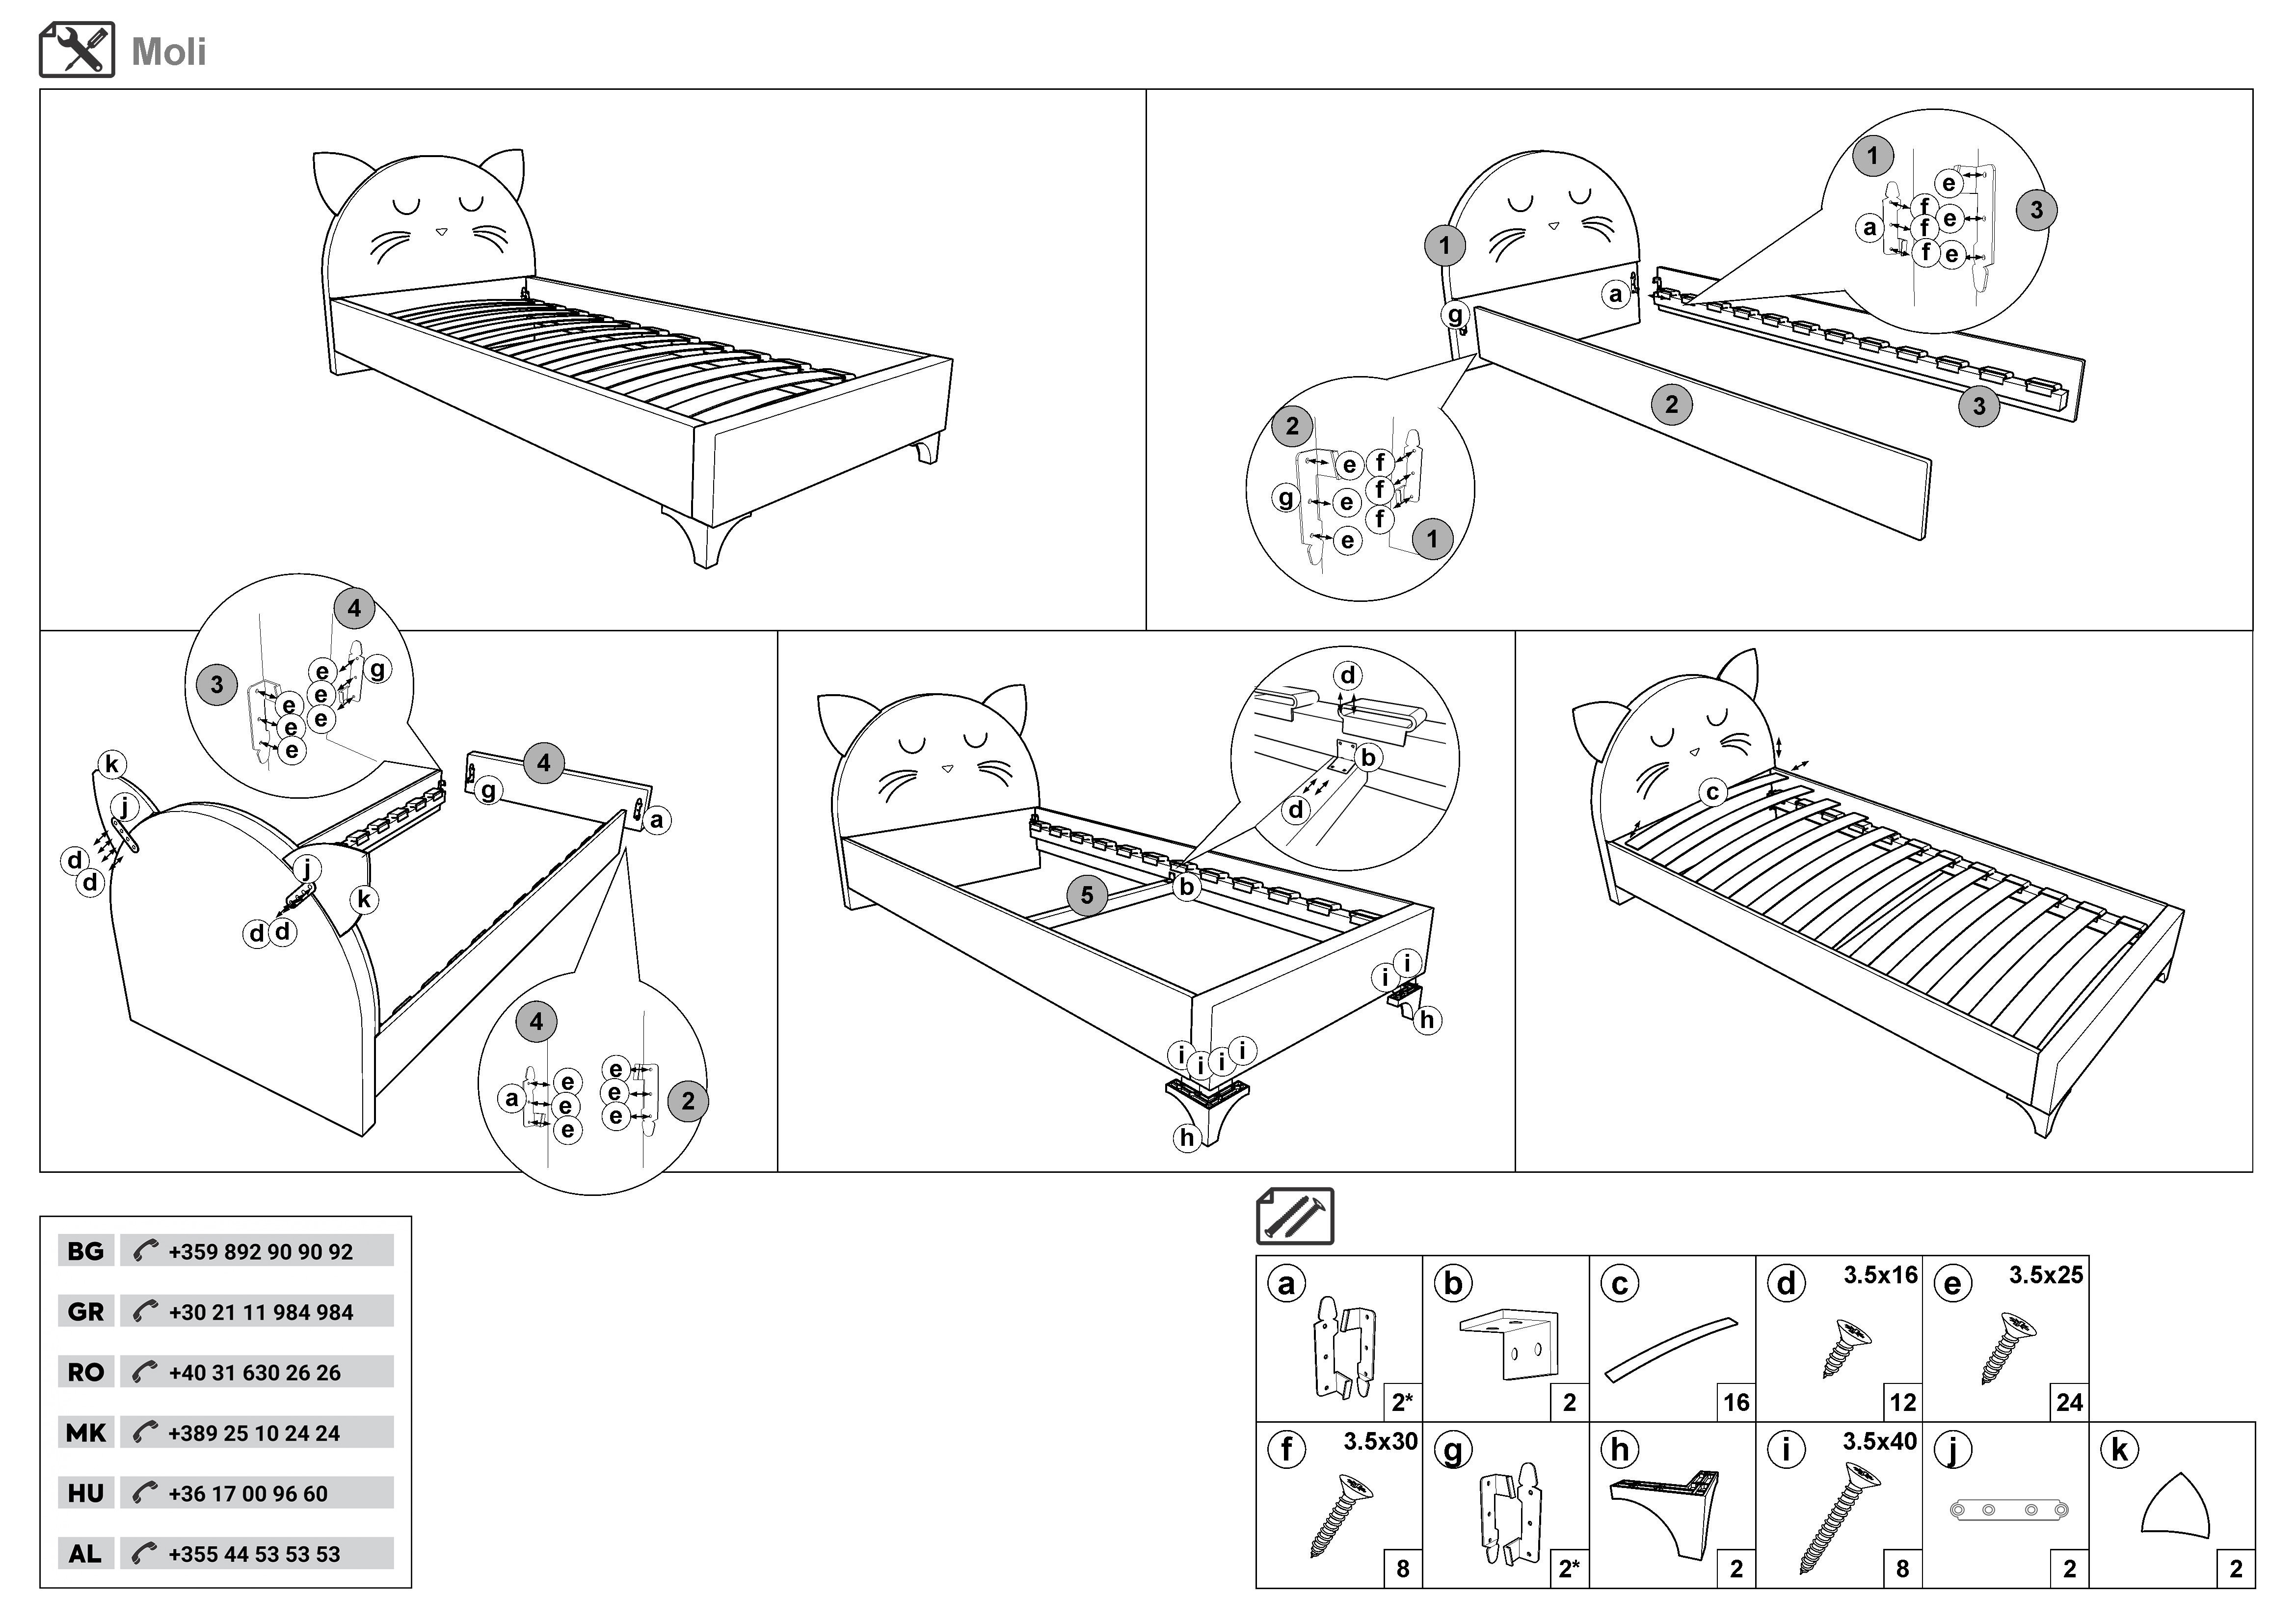 Moli
1
e
f
3
a
f
e
f
e
1
a
g
2
3
2
e
f
g
e
f
f
e
1
4
3
e
g
e
e
e
e
e
k
j
d
d
4
g
a
j
k
d
d
4
e
e
a
e
e
2
e
e
d
b
d
5
b
i
i
h
i
i
i
i
h
c
BG +359 892 90 90 92
GR +30 21 11 984 984
RO +40 31 630 26 26
MK +389 25 10 24 24
HU +36 17 00 96 60
AL +355 44 53 53 53
a
2*
b
2
c
16
d 3.5x16
12
e 3.5x25
24
f 3.5x30
8
g
2*
h
2
i 3.5x40
8
j
2
k
2